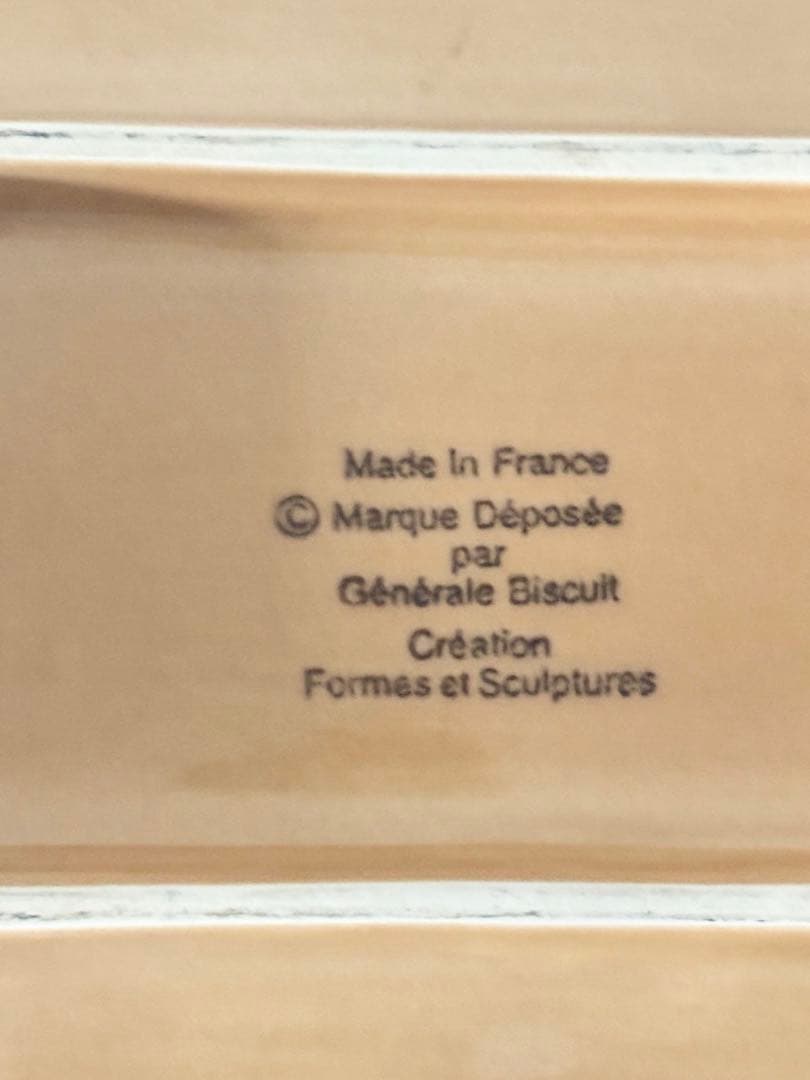 Made In France
© Marque Déposée
par
Générale Biscuit
Création
Formes et Sculptures